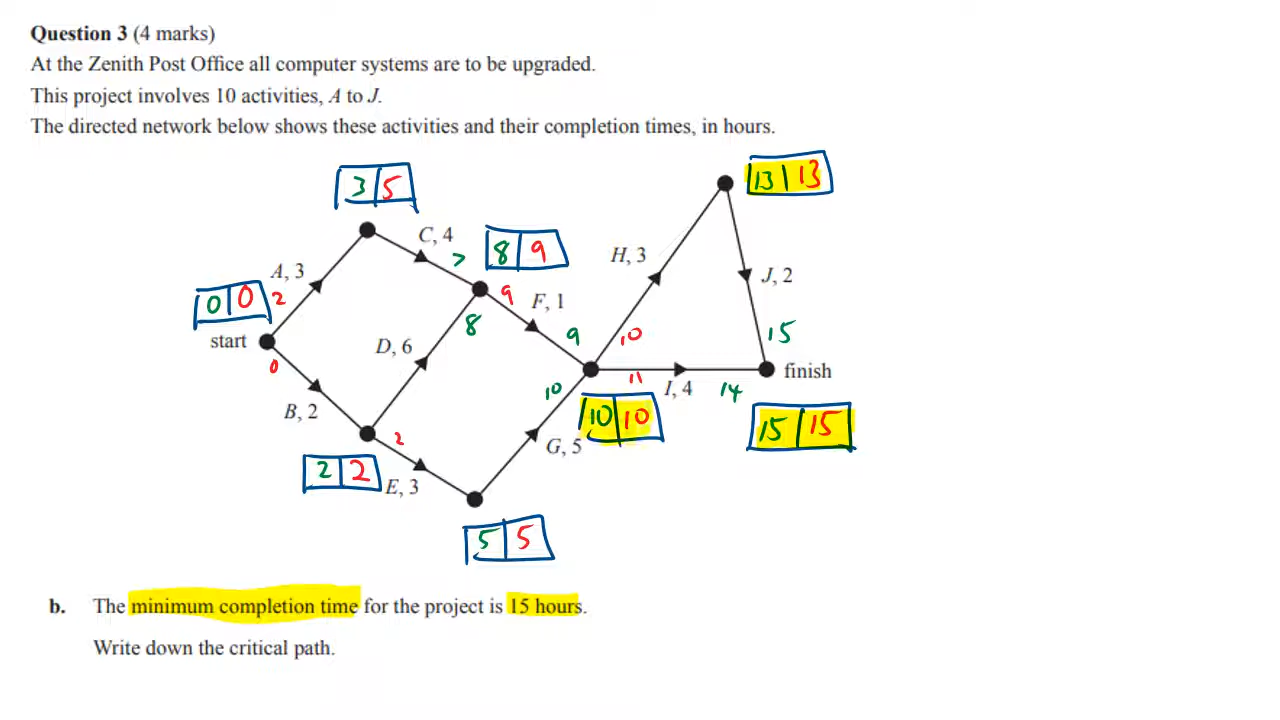 Question 3 (4 marks)
At the Zenith Post Office all computer systems are to be upgraded.
This project involves 10 activities, A to J.
The directed network below shows these activities and their completion times, in hours.
3 5
13 13
C, 4
7
8 9
H, 3
A, 3
0 0
2
9
F, 1
J, 2
start
D, 6
8
9
10
15
finish
0
B, 2
11
I, 4
14
10
10 10
15 15
2
G, 5
2 2
E, 3
5 5
b. The minimum completion time for the project is 15 hours.
Write down the critical path.